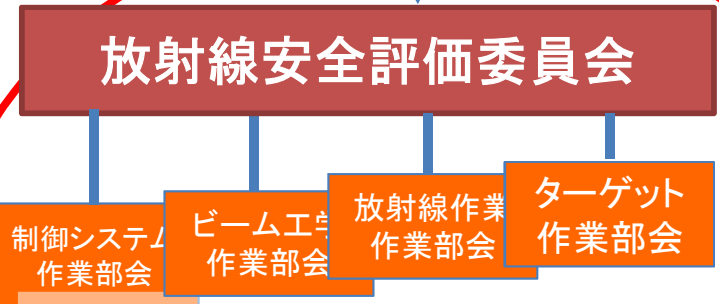 放射線安全評価委員会
制御システム
作業部会
ビーム工学
作業部会
放射線作業
作業部会
ターゲット
作業部会